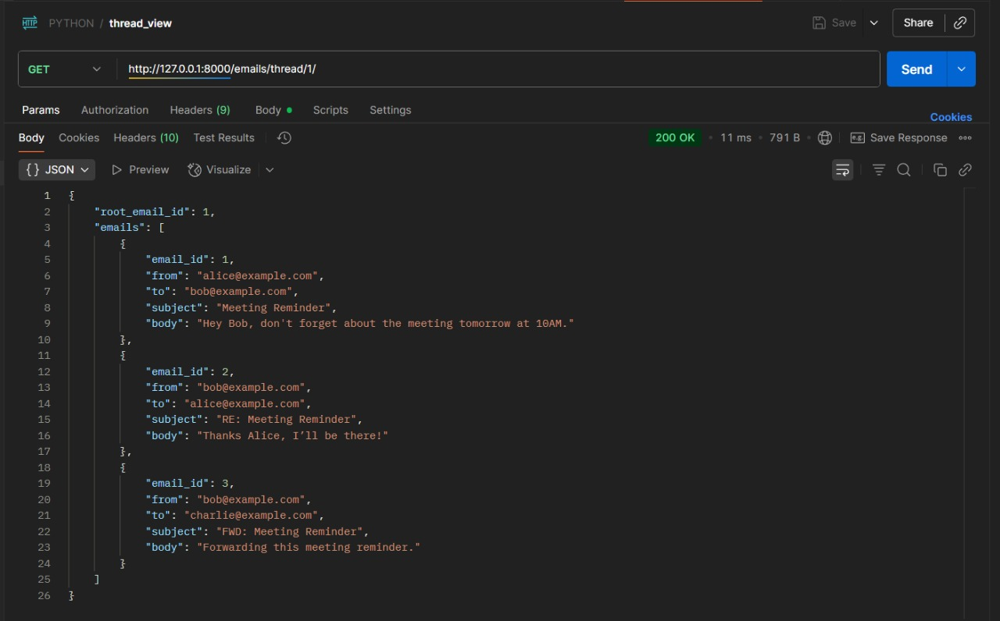 HTTP PYTHON / thread_view Save Share
GET http://127.0.0.1:8000/emails/thread/1/ Send
Params Authorization Headers (9) Body Scripts Settings
Cookies
Body Cookies Headers (10) Test Results 200 OK • 11 ms • 791 B • e.g. Save Response
{} JSON Preview Visualize
1 {
2 "root_email_id": 1,
3 "emails": [
4 {
5 "email_id": 1,
6 "from": "alice@example.com",
7 "to": "bob@example.com",
8 "subject": "Meeting Reminder",
9 "body": "Hey Bob, don't forget about the meeting tomorrow at 10AM."
10 },
11 {
12 "email_id": 2,
13 "from": "bob@example.com",
14 "to": "alice@example.com",
15 "subject": "RE: Meeting Reminder",
16 "body": "Thanks Alice, I’ll be there!"
17 },
18 {
19 "email_id": 3,
20 "from": "bob@example.com",
21 "to": "charlie@example.com",
22 "subject": "FWD: Meeting Reminder",
23 "body": "Forwarding this meeting reminder."
24 }
25 ]
26 }